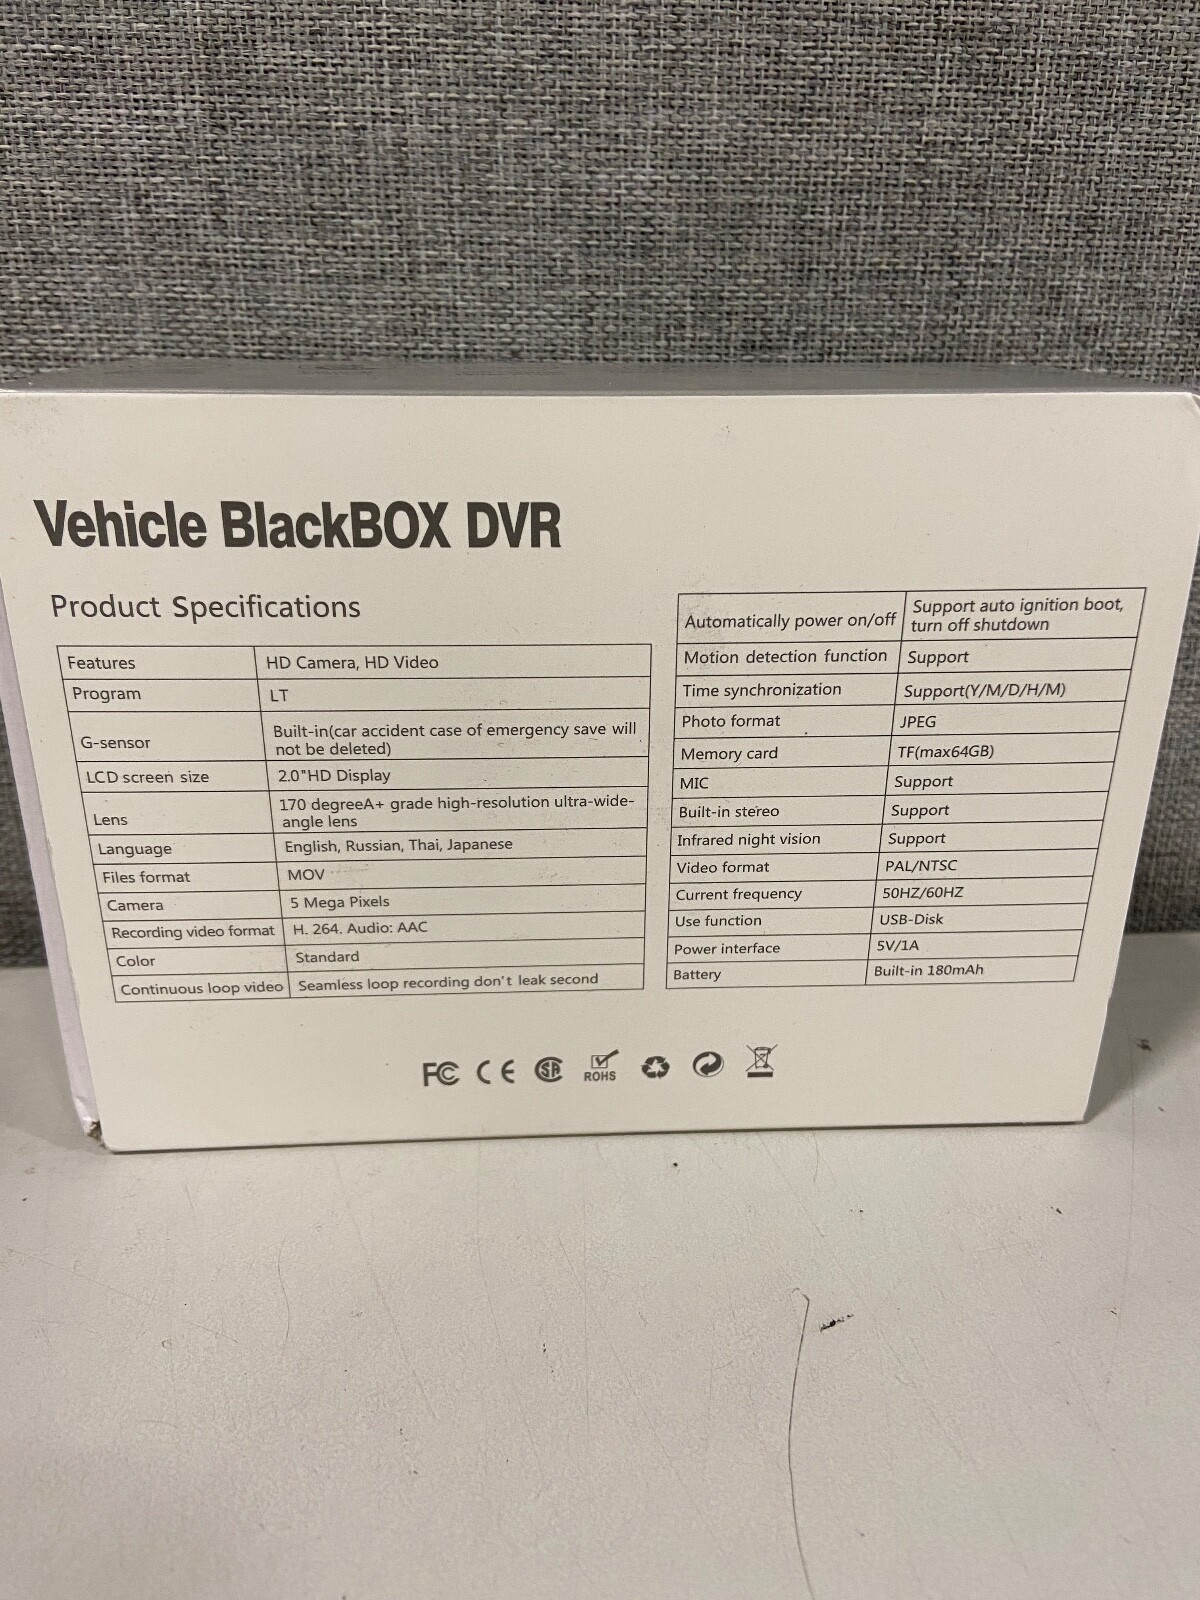 Vehicle BlackBOX DVR
Product Specifications
Features HD Camera, HD Video
Program LT
G-sensor Built-in(car accident case of emergency save will
not be deleted)
LCD screen size 2.0"HD Display
Lens 170 degreeA+ grade high-resolution ultra-wide-
angle lens
Language English, Russian, Thai, Japanese
Files format MOV
Camera 5 Mega Pixels
Recording video format H. 264. Audio: AAC
Color Standard
Continuous loop video Seamless loop recording don't leak second
Automatically power on/off Support auto ignition boot,
turn off shutdown
Motion detection function Support
Time synchronization Support(Y/M/D/H/M)
Photo format JPEG
Memory card TF(max64GB)
MIC Support
Built-in stereo Support
Infrared night vision Support
Video format PAL/NTSC
Current frequency 50HZ/60HZ
Use function USB-Disk
Power interface 5V/1A
Battery Built-in 180mAh
FC CE SA ROHS